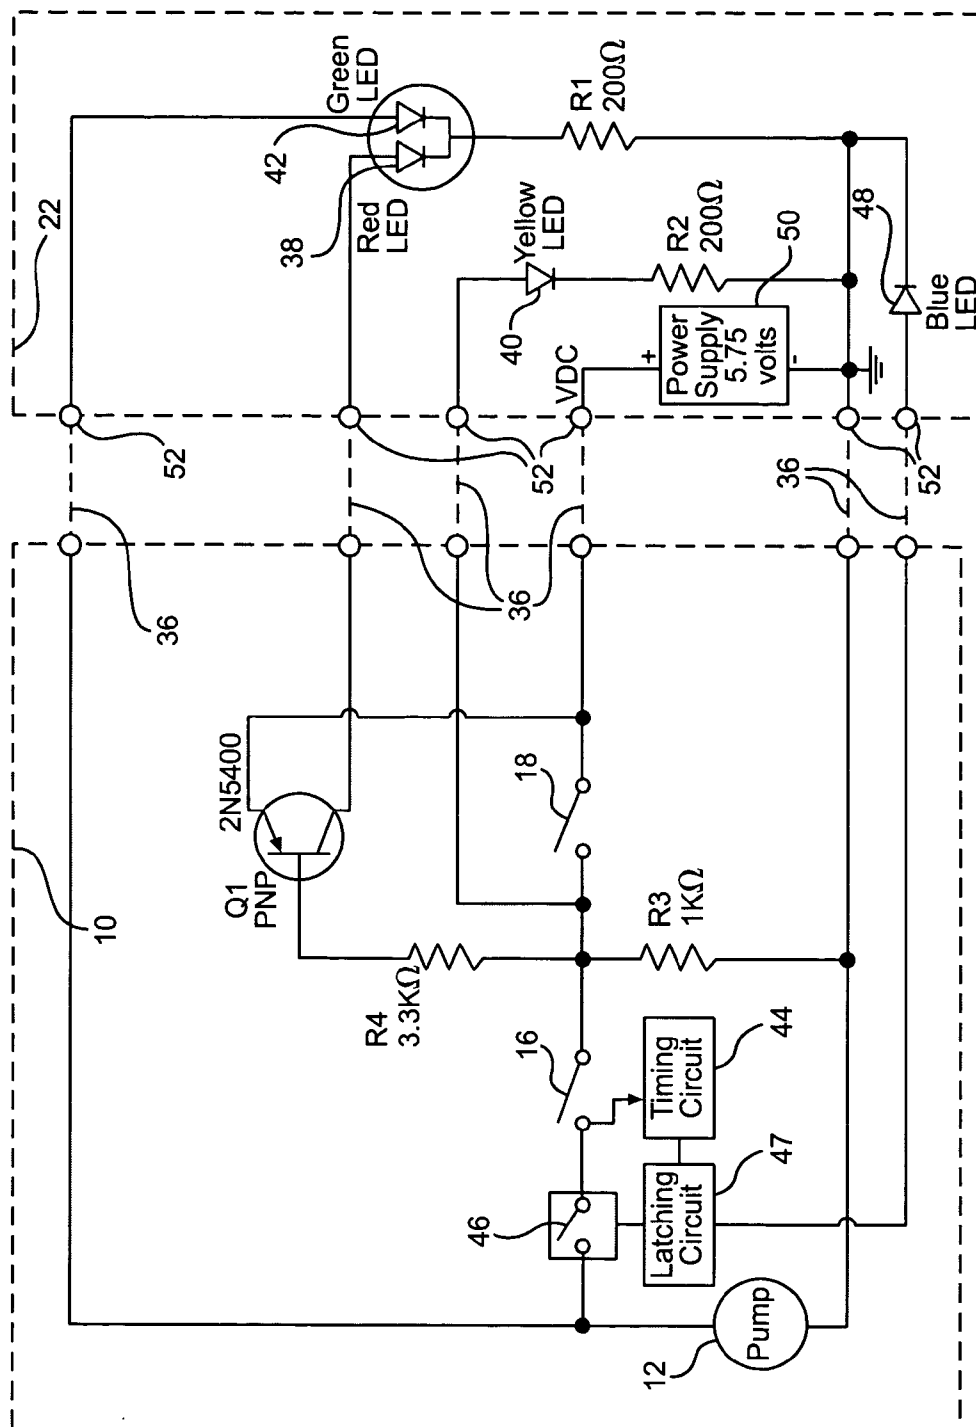 22
42
Green
LED
38
Red
LED
R1
200Ω
40
Yellow
LED
R2
200Ω
50
VDC
+
Power
Supply
5.75
volts
-
48
Blue
LED
52
52
52
36
36
36
36
10
2N5400
Q1
PNP
18
R4
3.3KΩ
R3
1KΩ
16
44
Timing
Circuit
46
47
Latching
Circuit
12
Pump